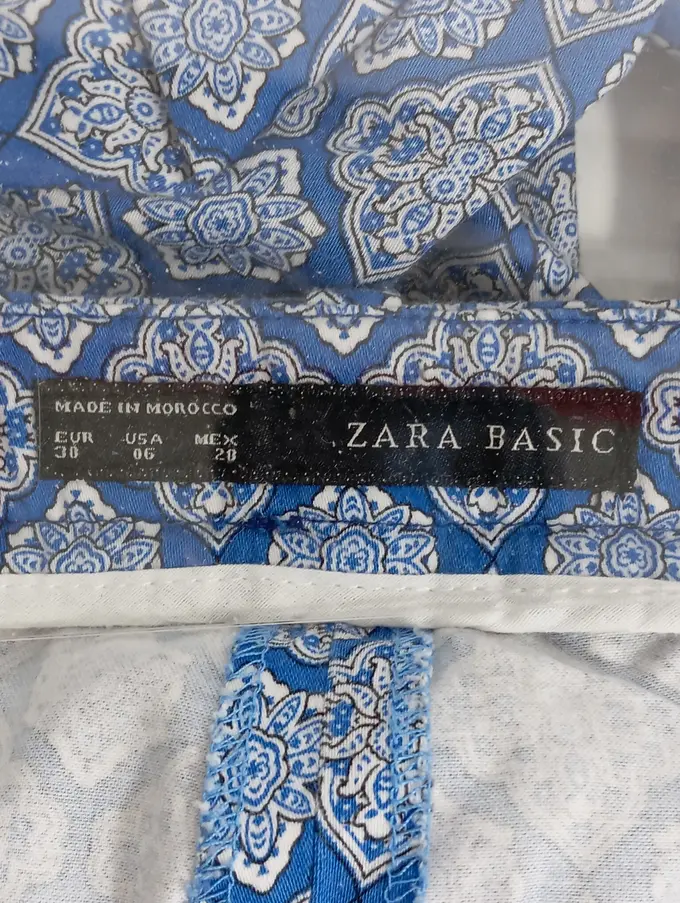 MADE IN MOROCCO
EUR USA MEX
38 06 28
ZARA BASIC